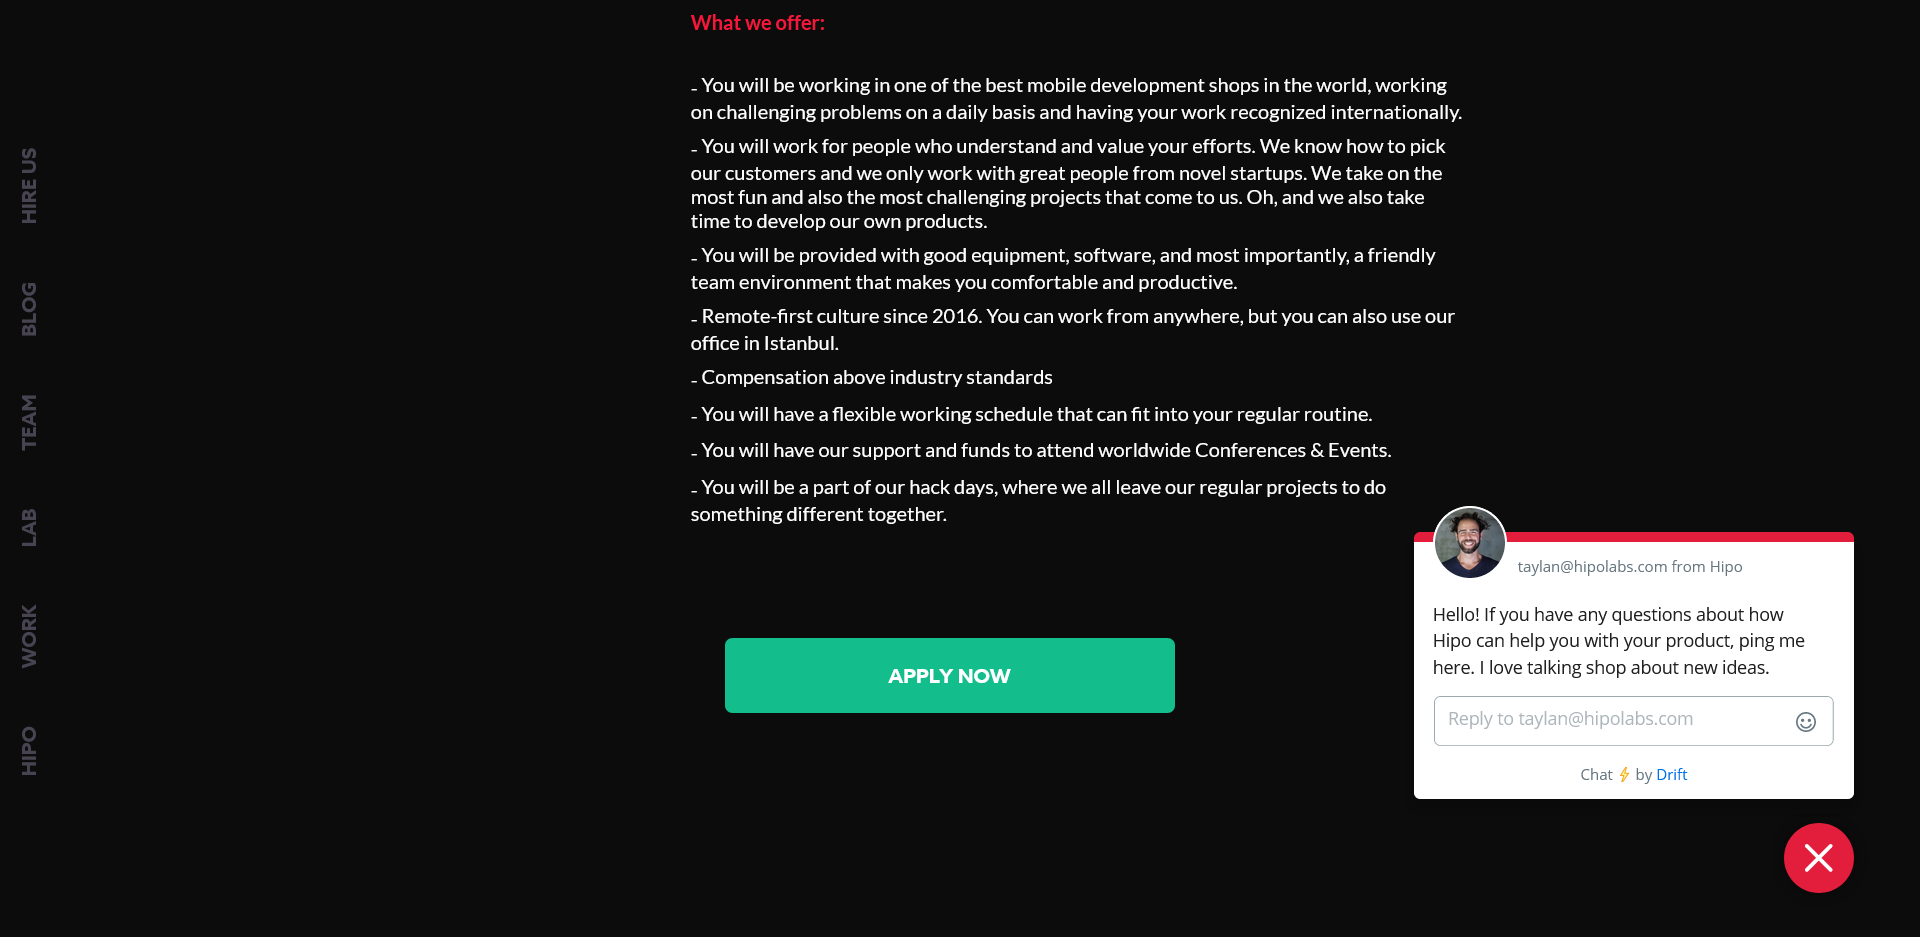 What we offer:
- You will be working in one of the best mobile development shops in the world, working
on challenging problems on a daily basis and having your work recognized internationally.
- You will work for people who understand and value your efforts. We know how to pick
our customers and we only work with great people from novel startups. We take on the
most fun and also the most challenging projects that come to us. Oh, and we also take
time to develop our own products.
- You will be provided with good equipment, software, and most importantly, a friendly
team environment that makes you comfortable and productive.
- Remote-first culture since 2016. You can work from anywhere, but you can also use our
office in Istanbul.
- Compensation above industry standards
- You will have a flexible working schedule that can fit into your regular routine.
- You will have our support and funds to attend worldwide Conferences & Events.
- You will be a part of our hack days, where we all leave our regular projects to do
something different together.
APPLY NOW
HIRE US
BLOG
TEAM
LAB
WORK
HIPO
taylan@hipolabs.com from Hipo
Hello! If you have any questions about how
Hipo can help you with your product, ping me
here. I love talking shop about new ideas.
Reply to taylan@hipolabs.com
Chat ⚡ by Drift